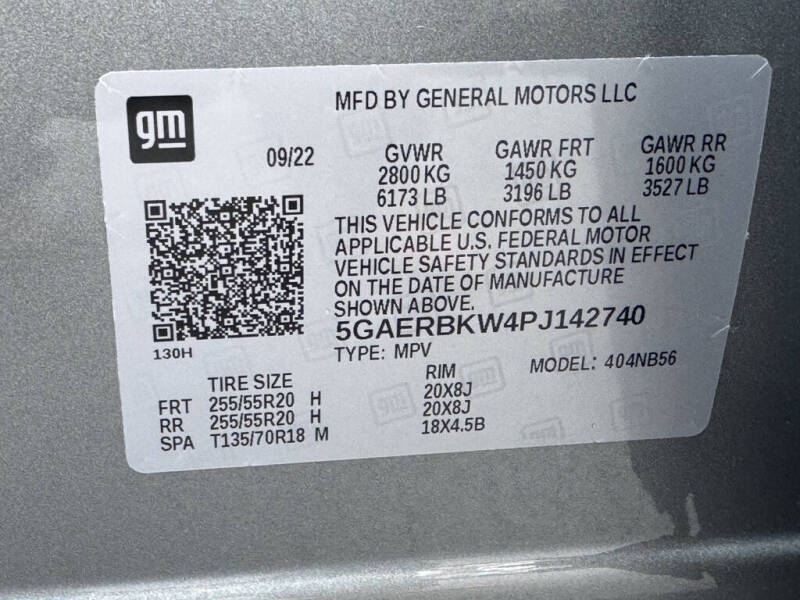 gm
MFD BY GENERAL MOTORS LLC
09/22
GVWR GAWR FRT GAWR RR
2800 KG 1450 KG 1600 KG
6173 LB 3196 LB 3527 LB
THIS VEHICLE CONFORMS TO ALL
APPLICABLE U.S. FEDERAL MOTOR
VEHICLE SAFETY STANDARDS IN EFFECT
ON THE DATE OF MANUFACTURE
SHOWN ABOVE.
5GAERBKW4PJ142740
130H
TYPE: MPV MODEL: 404NB56
TIRE SIZE RIM
FRT 255/55R20 H 20X8J
RR 255/55R20 H 20X8J
SPA T135/70R18 M 18X4.5B